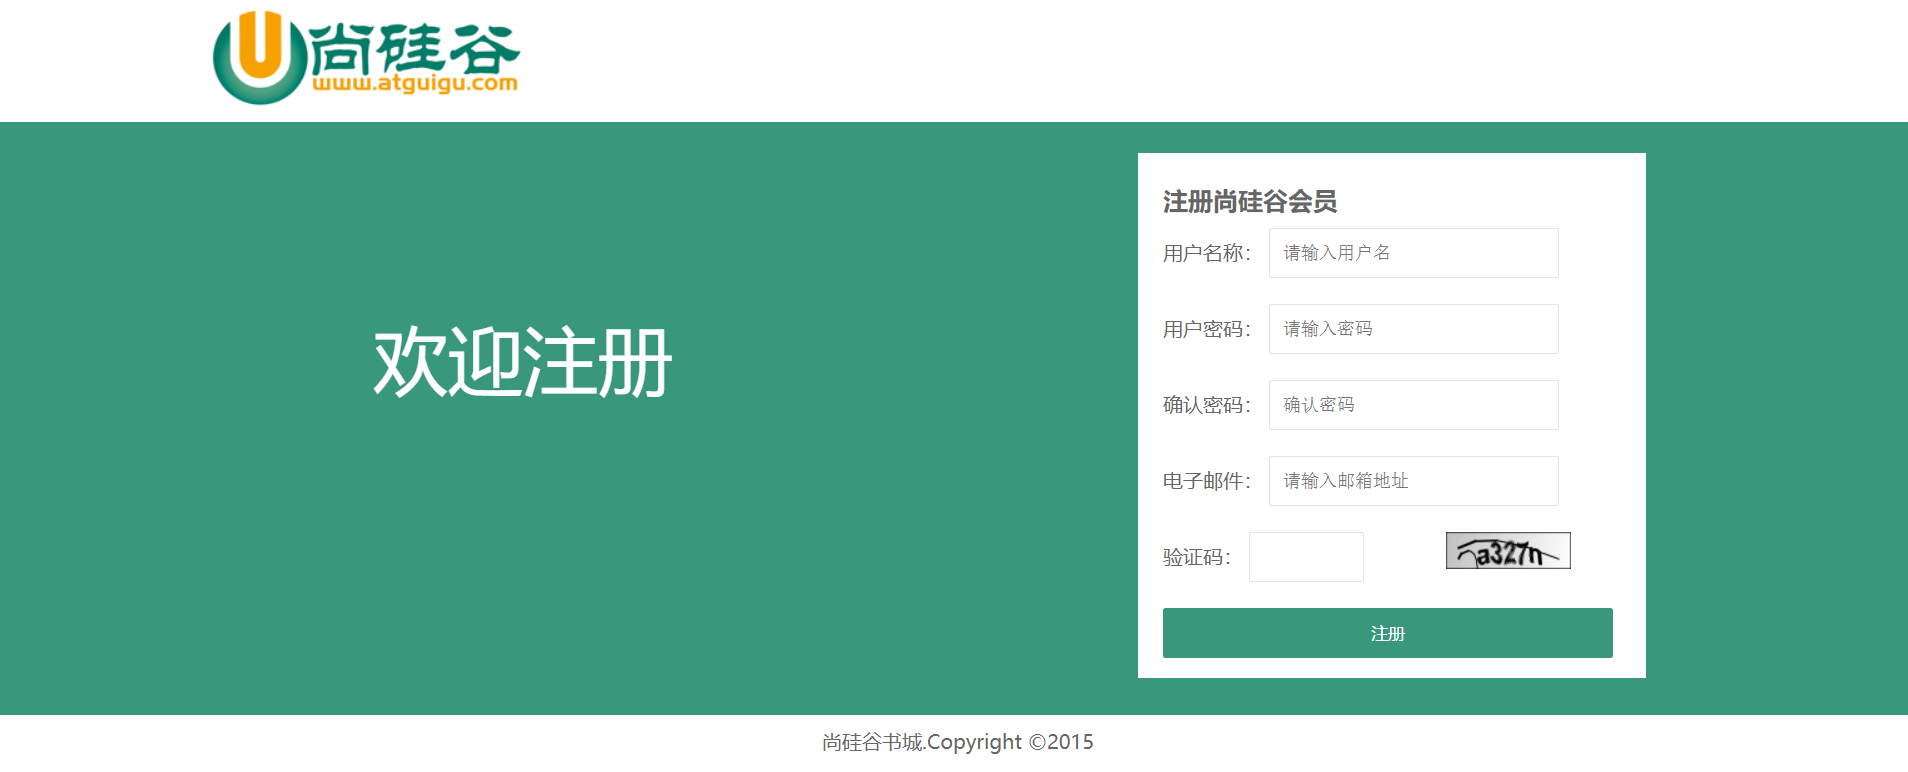 尚硅谷
www.atguigu.com
欢迎注册
注册尚硅谷会员
用户名称： 请输入用户名
用户密码： 请输入密码
确认密码： 确认密码
电子邮件： 请输入邮箱地址
验证码： a327n
注册
尚硅谷书城.Copyright ©2015